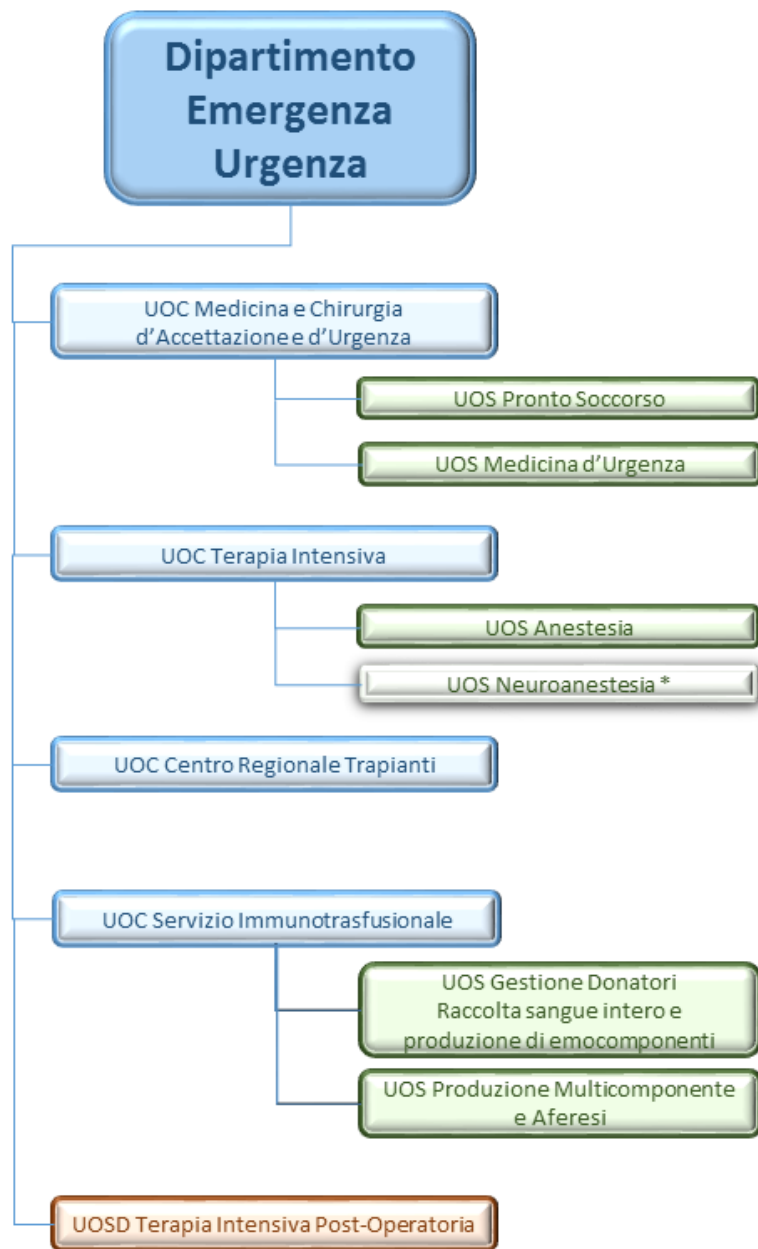 Dipartimento
Emergenza
Urgenza
UOC Medicina e Chirurgia
d’Accettazione e d’Urgenza
UOS Pronto Soccorso
UOS Medicina d’Urgenza
UOC Terapia Intensiva
UOS Anestesia
UOS Neuroanestesia *
UOC Centro Regionale Trapianti
UOC Servizio Immunotrasfusionale
UOS Gestione Donatori
Raccolta sangue intero e
produzione di emocomponenti
UOS Produzione Multicomponente
e Aferesi
UOSD Terapia Intensiva Post-Operatoria